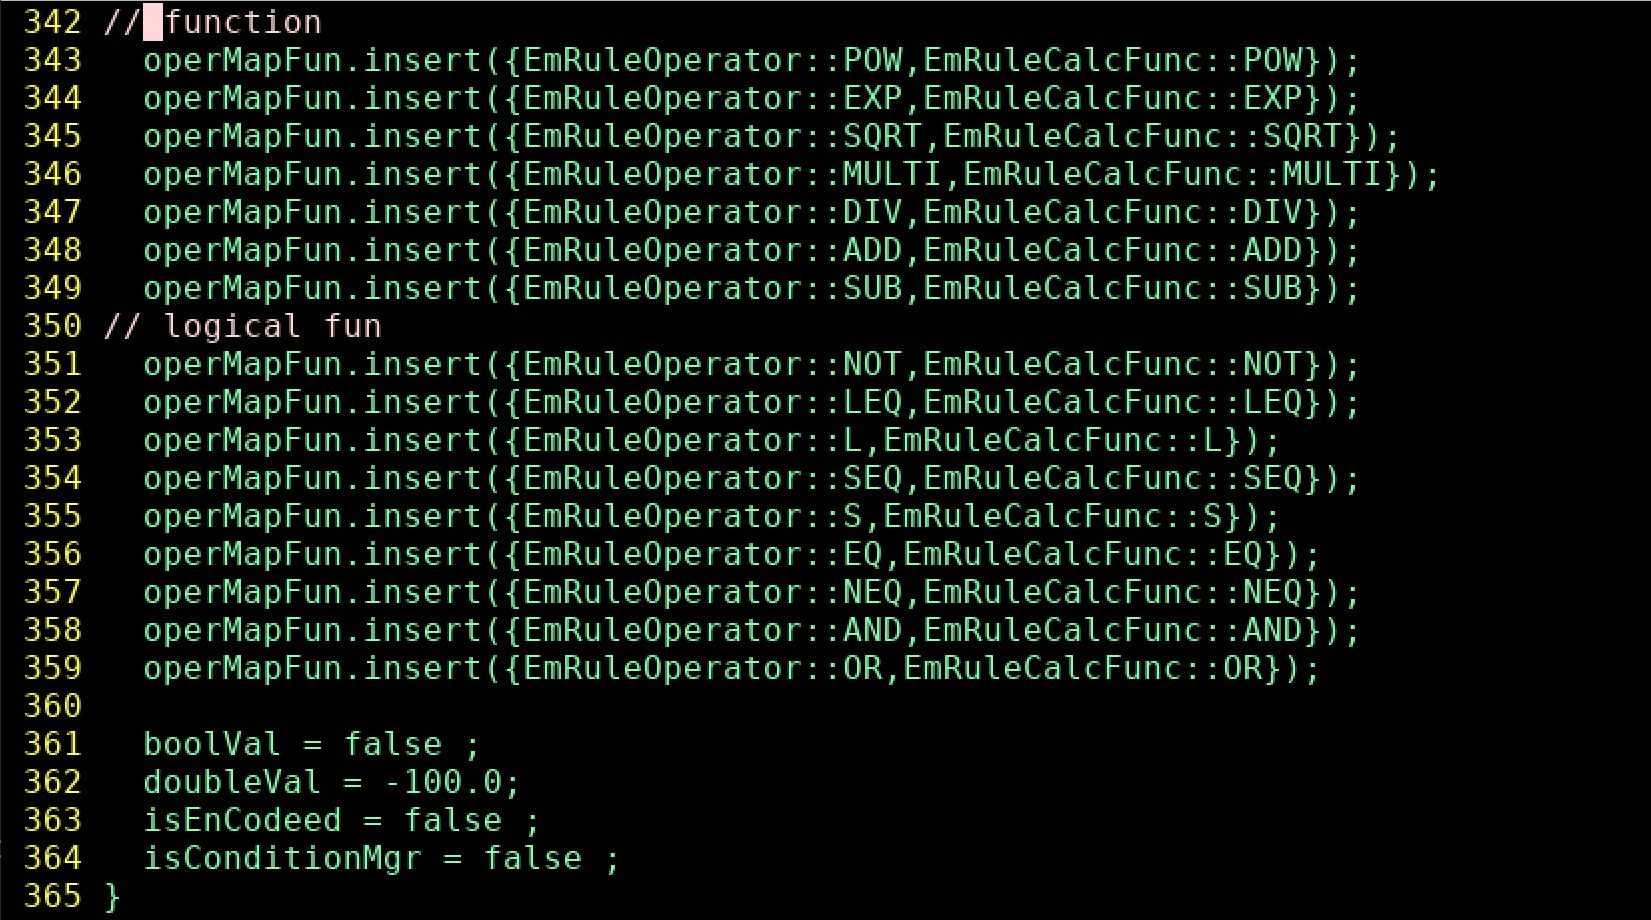 342 // function
343   operMapFun.insert({EmRuleOperator::POW,EmRuleCalcFunc::POW});
344   operMapFun.insert({EmRuleOperator::EXP,EmRuleCalcFunc::EXP});
345   operMapFun.insert({EmRuleOperator::SQRT,EmRuleCalcFunc::SQRT});
346   operMapFun.insert({EmRuleOperator::MULTI,EmRuleCalcFunc::MULTI});
347   operMapFun.insert({EmRuleOperator::DIV,EmRuleCalcFunc::DIV});
348   operMapFun.insert({EmRuleOperator::ADD,EmRuleCalcFunc::ADD});
349   operMapFun.insert({EmRuleOperator::SUB,EmRuleCalcFunc::SUB});
350 // logical fun
351   operMapFun.insert({EmRuleOperator::NOT,EmRuleCalcFunc::NOT});
352   operMapFun.insert({EmRuleOperator::LEQ,EmRuleCalcFunc::LEQ});
353   operMapFun.insert({EmRuleOperator::L,EmRuleCalcFunc::L});
354   operMapFun.insert({EmRuleOperator::SEQ,EmRuleCalcFunc::SEQ});
355   operMapFun.insert({EmRuleOperator::S,EmRuleCalcFunc::S});
356   operMapFun.insert({EmRuleOperator::EQ,EmRuleCalcFunc::EQ});
357   operMapFun.insert({EmRuleOperator::NEQ,EmRuleCalcFunc::NEQ});
358   operMapFun.insert({EmRuleOperator::AND,EmRuleCalcFunc::AND});
359   operMapFun.insert({EmRuleOperator::OR,EmRuleCalcFunc::OR});
360
361   boolVal = false ;
362   doubleVal = -100.0;
363   isEnCodeed = false ;
364   isConditionMgr = false ;
365 }